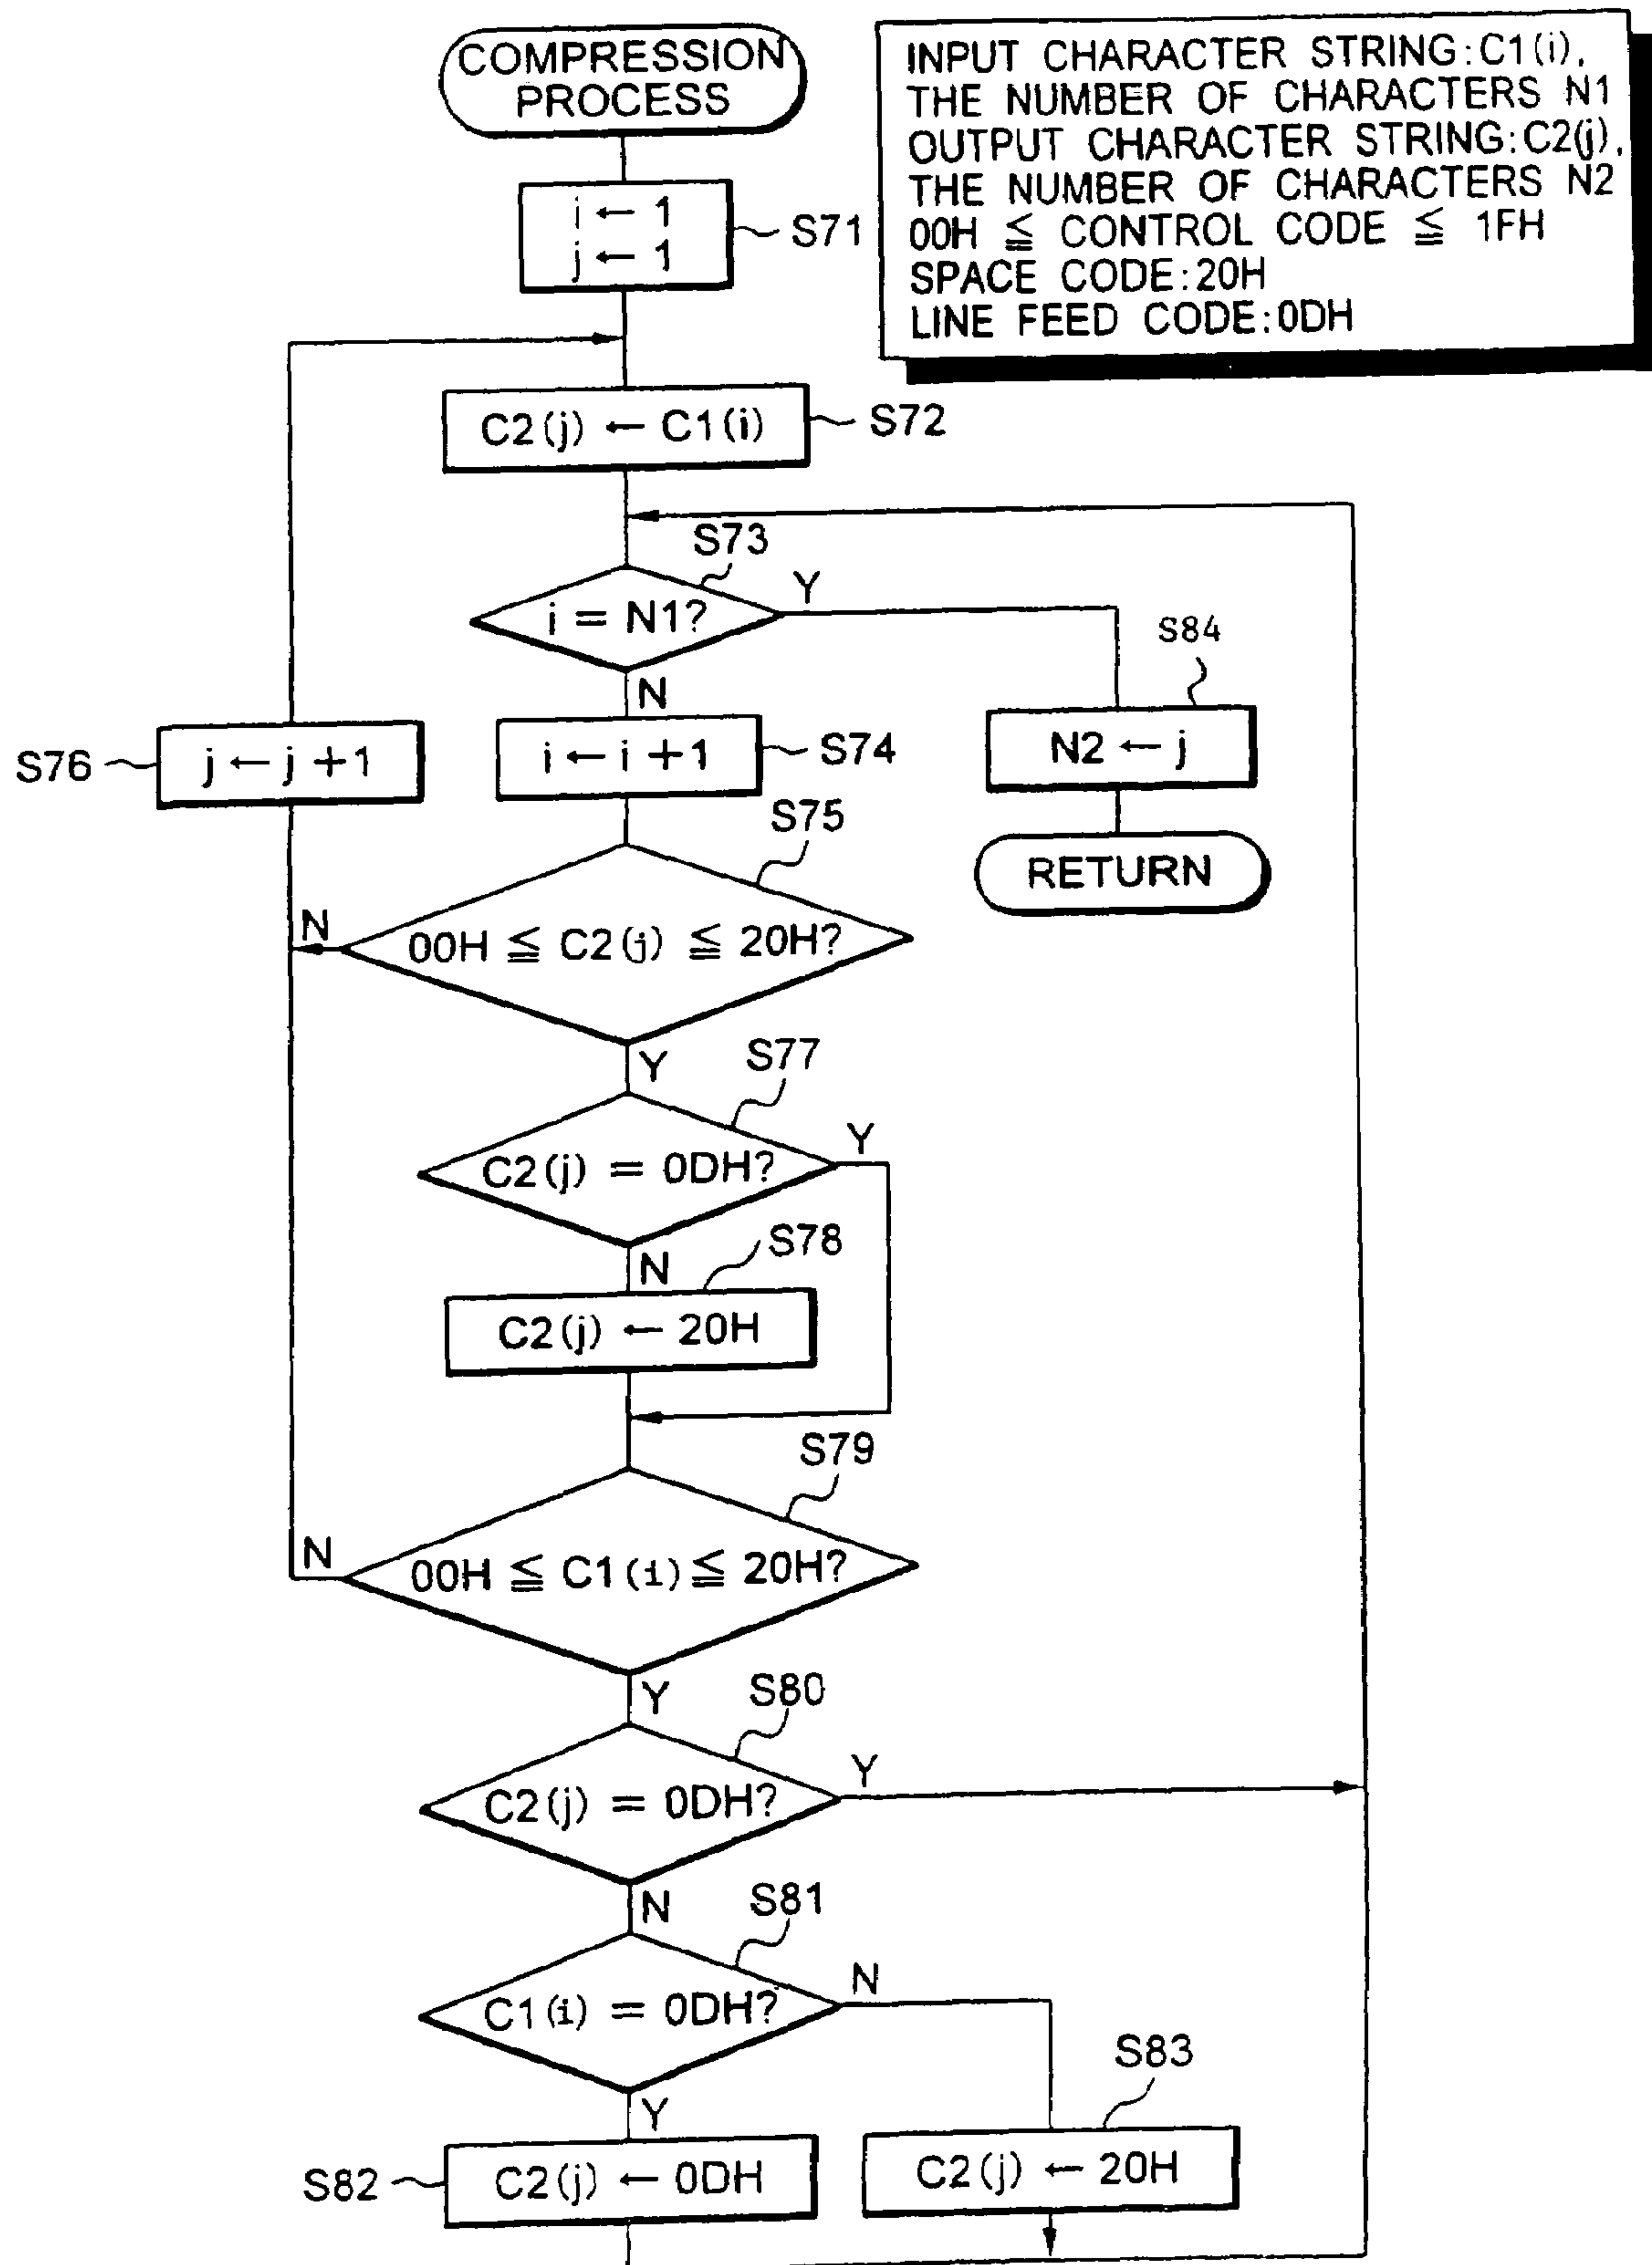 COMPRESSION
PROCESS
INPUT CHARACTER STRING:C1(i),
THE NUMBER OF CHARACTERS N1
OUTPUT CHARACTER STRING:C2(j),
THE NUMBER OF CHARACTERS N2
00H ≦ CONTROL CODE ≦ 1FH
SPACE CODE:20H
LINE FEED CODE:0DH
i ← 1
j ← 1
S71
C2(j) ← C1(i)
S72
S73
i = N1?
Y
N
S84
N2 ← j
RETURN
S76
j ← j +1
i ← i +1
S74
S75
00H ≦ C2(j) ≦ 20H?
N
Y
S77
C2(j) = 0DH?
Y
N
S78
C2(j) ← 20H
S79
00H ≦ C1(i) ≦ 20H?
N
Y
S80
C2(j) = 0DH?
Y
N
S81
C1(i) = 0DH?
N
Y
S83
S82
C2(j) ← 0DH
C2(j) ← 20H